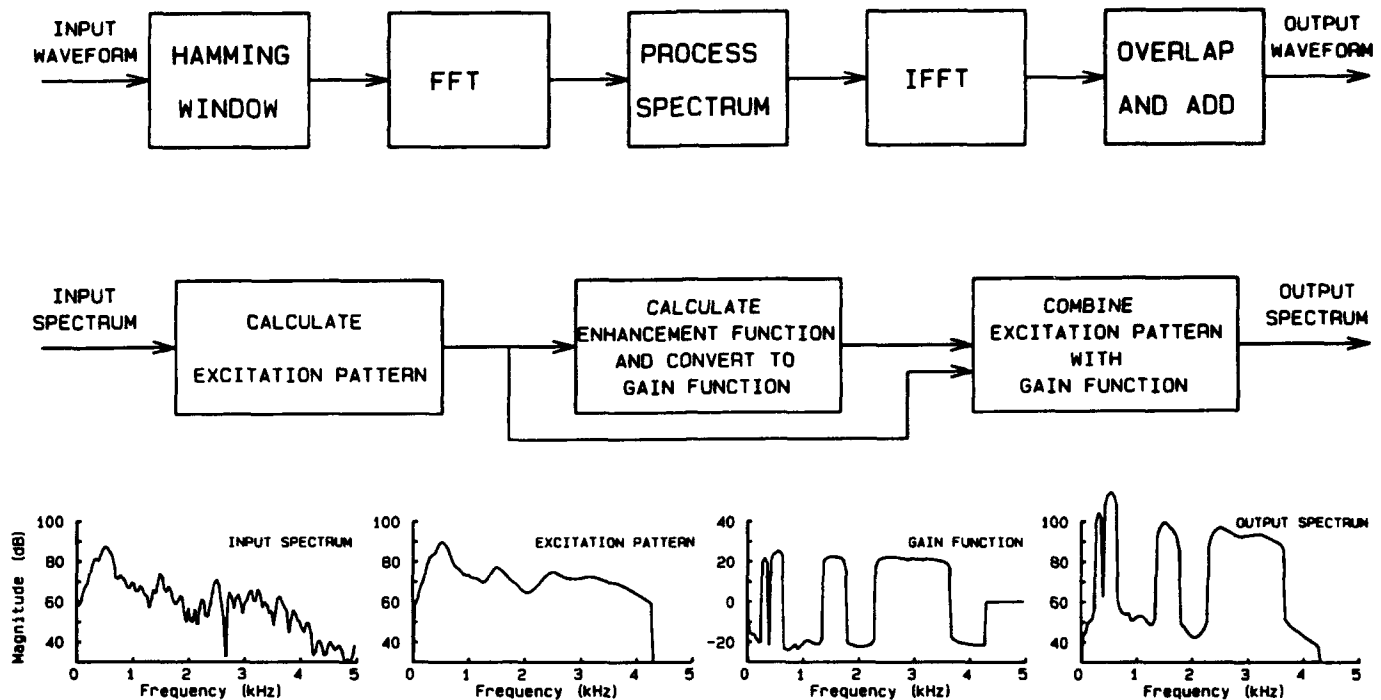 INPUT
WAVEFORM
HAMMING
WINDOW
FFT
PROCESS
SPECTRUM
IFFT
OVERLAP
AND ADD
OUTPUT
WAVEFORM
INPUT
SPECTRUM
CALCULATE
EXCITATION PATTERN
CALCULATE
ENHANCEMENT FUNCTION
AND CONVERT TO
GAIN FUNCTION
COMBINE
EXCITATION PATTERN
WITH
GAIN FUNCTION
OUTPUT
SPECTRUM
Magnitude (dB)
100
80
60
40
INPUT SPECTRUM
0 1 2 3 4 5
Frequency (kHz)
100
80
60
40
EXCITATION PATTERN
0 1 2 3 4 5
Frequency (kHz)
40
20
0
-20
GAIN FUNCTION
0 1 2 3 4 5
Frequency (kHz)
100
80
60
40
OUTPUT SPECTRUM
0 1 2 3 4 5
Frequency (kHz)